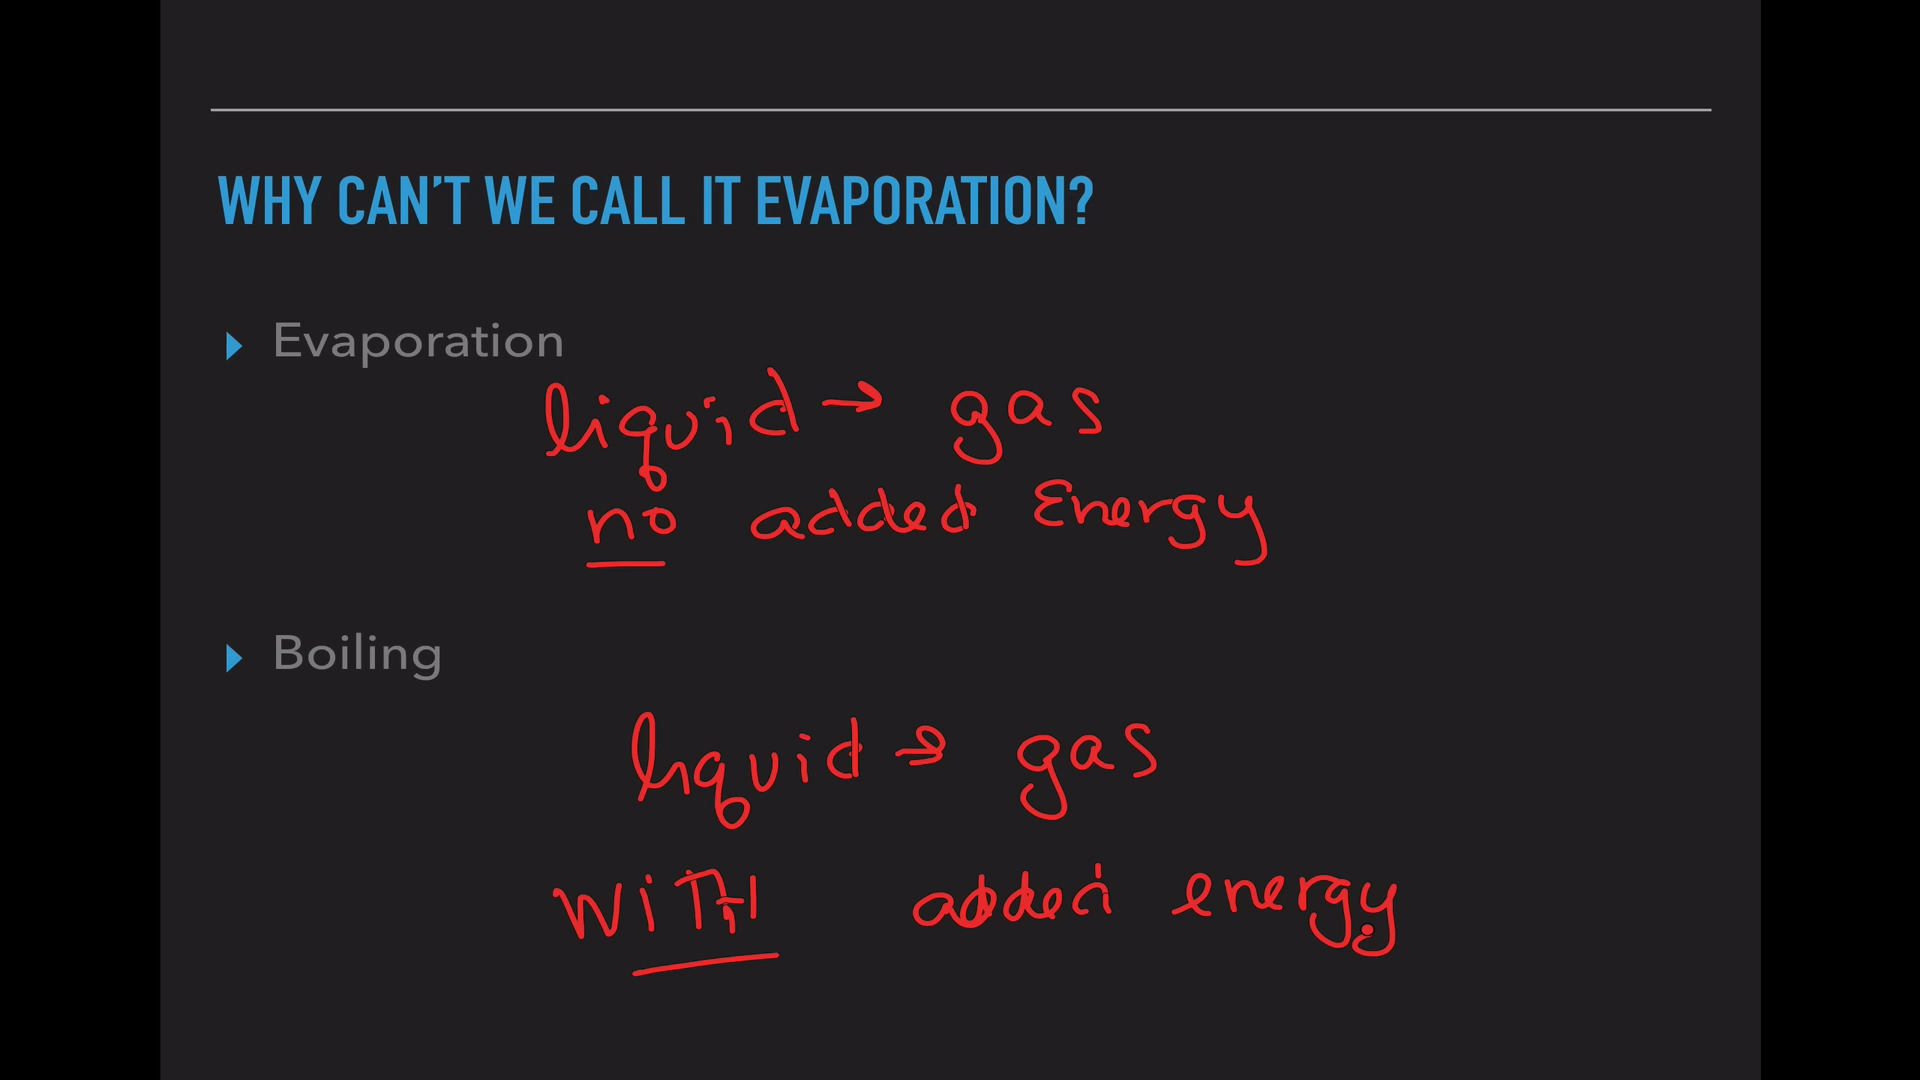 WHY CAN'T WE CALL IT EVAPORATION?
Evaporation
liquid → gas
no added Energy
Boiling
liquid → gas
WiTH added energy